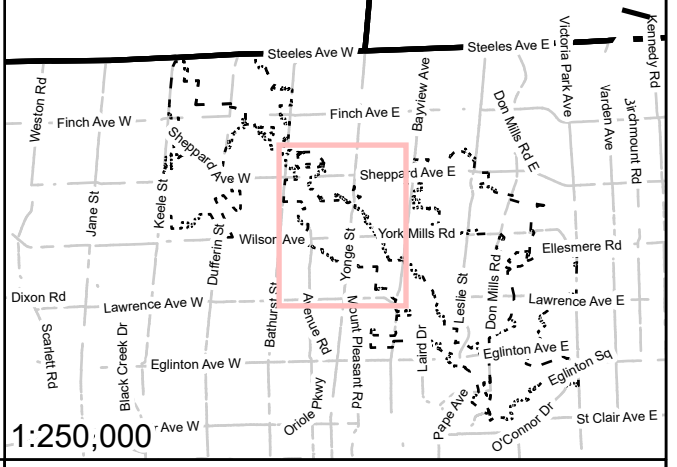 Steeles Ave W
Steeles Ave E
Victoria Park Ave
Kennedy Rd
Weston Rd
Finch Ave W
Finch Ave E
Bayview Ave
Don Mills Rd E
Warden Ave
Birchmount Rd
Sheppard Ave W
Sheppard Ave E
Jane St
Keele St
Dufferin St
Wilson Ave
Yonge St
York Mills Rd
Ellesmere Rd
Dixon Rd
Lawrence Ave W
Bathurst St
Avenue Rd
Mount Pleasant Rd
Laird Dr
Leslie St
Don Mills Rd
Lawrence Ave E
Scarlett Rd
Black Creek Dr
Eglinton Ave W
Eglinton Ave E
Eglinton Sq
Oriole Pkwy
Pape Ave
O'Connor Dr
St Clair Ave E
Ave W
1:250,000